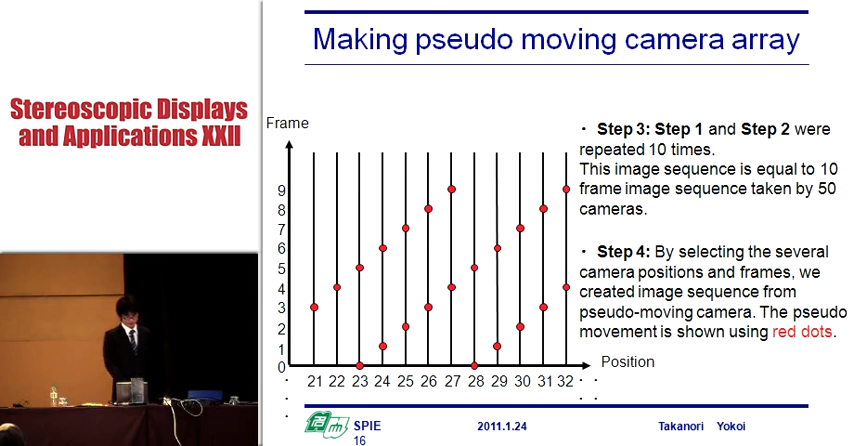 Making pseudo moving camera array
Stereoscopic Displays
and Applications XXII
Frame
9
8
7
6
5
4
3
2
1
0
21 22 23 24 25 26 27 28 29 30 31 32
Position
・ Step 3: Step 1 and Step 2 were
repeated 10 times.
This image sequence is equal to 10
frame image sequence taken by 50
cameras.
・ Step 4: By selecting the several
camera positions and frames, we
created image sequence from
pseudo-moving camera. The pseudo
movement is shown using red dots.
SPIE
16
2011.1.24
Takanori Yokoi